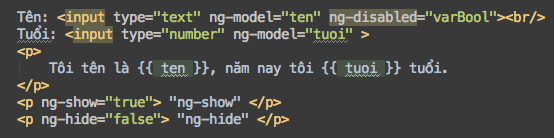 Tên: <input type="text" ng-model="ten" ng-disabled="varBool"><br/>
Tuổi: <input type="number" ng-model="tuoi" >
<p>
Tôi tên là {{ ten }}, năm nay tôi {{ tuoi }} tuổi.
</p>
<p ng-show="true"> "ng-show" </p>
<p ng-hide="false"> "ng-hide" </p>